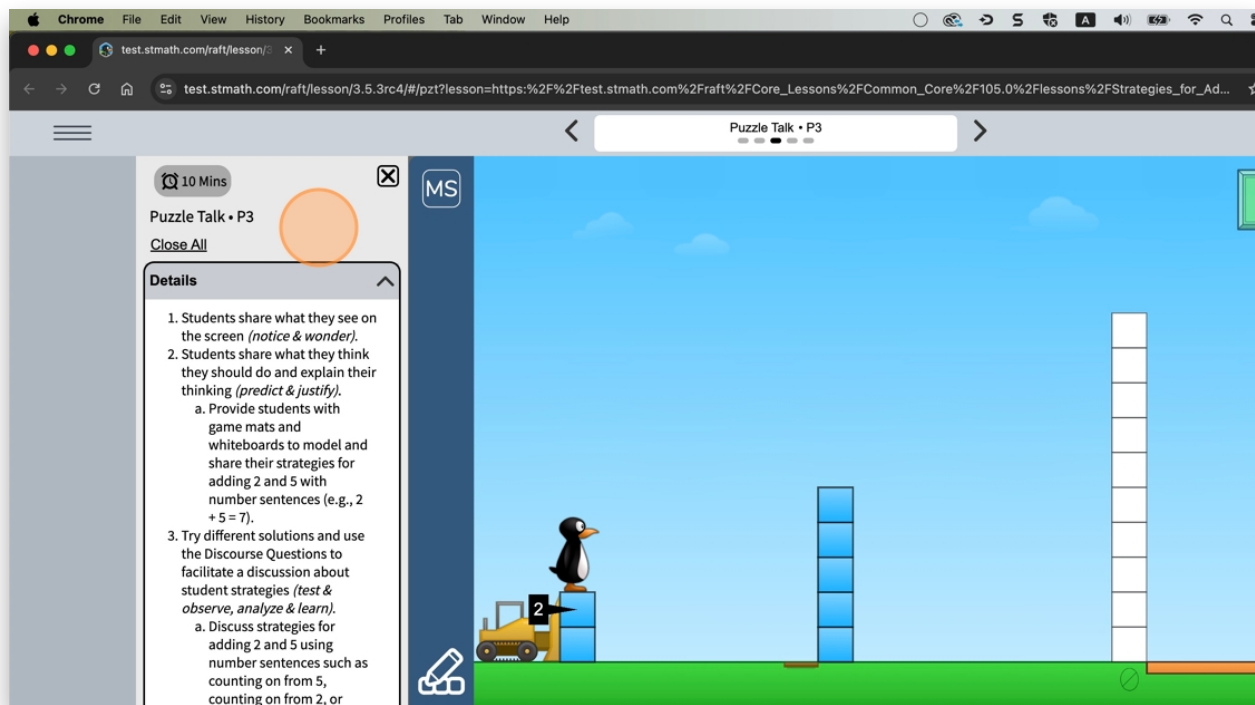 Chrome File Edit View History Bookmarks Profiles Tab Window Help
test.stmath.com/raft/lesson/3
test.stmath.com/raft/lesson/3.5.3rc4/#/pzt?lesson=https:%2F%2Ftest.stmath.com%2Fraft%2FCore_Lessons%2FCommon_Core%2F105.0%2Flessons%2FStrategies_for_Ad...
Puzzle Talk • P3
10 Mins
MS
Puzzle Talk • P3
Close All
Details
1. Students share what they see on
the screen (notice & wonder).
2. Students share what they think
they should do and explain their
thinking (predict & justify).
a. Provide students with
game mats and
whiteboards to model and
share their strategies for
adding 2 and 5 with
number sentences (e.g., 2
+ 5 = 7).
3. Try different solutions and use
the Discourse Questions to
facilitate a discussion about
student strategies (test &
observe, analyze & learn).
a. Discuss strategies for
adding 2 and 5 using
number sentences such as
counting on from 5,
counting on from 2, or
2